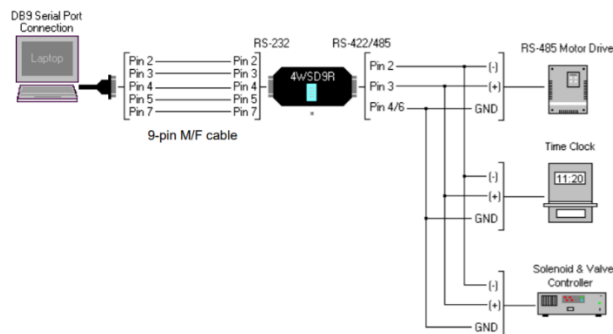 DB9 Serial Port
Connection
Laptop
Pin 2
Pin 3
Pin 4
Pin 5
Pin 7
Pin 2
Pin 3
Pin 4
Pin 5
Pin 7
9-pin M/F cable
RS-232
RS-422/485
4WSD9R
Pin 2
Pin 3
Pin 4/6
(-)
(+)
GND
RS-485 Motor Drive
(-)
(+)
GND
Time Clock
11:20
(-)
(+)
GND
Solenoid & Valve
Controller